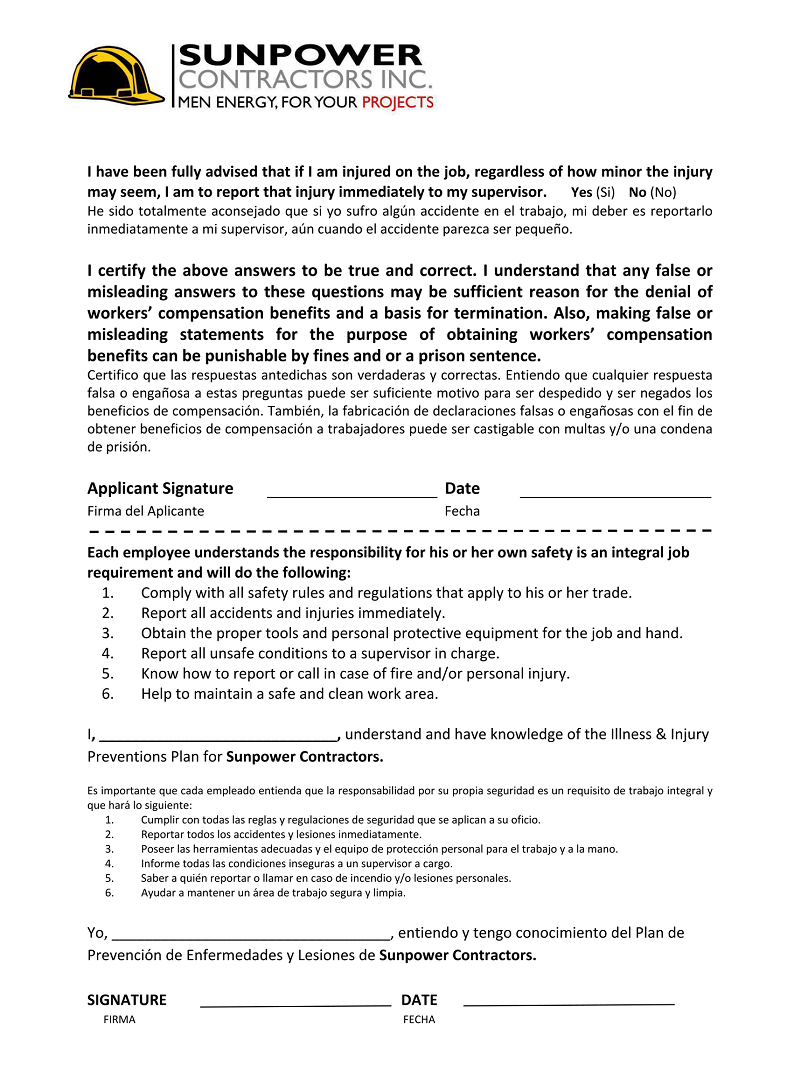 SUNPOWER
CONTRACTORS INC.
MEN ENERGY, FOR YOUR PROJECTS
I have been fully advised that if I am injured on the job, regardless of how minor the injury
may seem, I am to report that injury immediately to my supervisor. Yes (Si) No (No)
He sido totalmente aconsejado que si yo sufro algún accidente en el trabajo, mi deber es reportarlo
inmediatamente a mi supervisor, aún cuando el accidente parezca ser pequeño.
I certify the above answers to be true and correct. I understand that any false or
misleading answers to these questions may be sufficient reason for the denial of
workers’ compensation benefits and a basis for termination. Also, making false or
misleading statements for the purpose of obtaining workers’ compensation
benefits can be punishable by fines and or a prison sentence.
Certifico que las respuestas antedichas son verdaderas y correctas. Entiendo que cualquier respuesta
falsa o engañosa a estas preguntas puede ser suficiente motivo para ser despedido y ser negados los
beneficios de compensación. También, la fabricación de declaraciones falsas o engañosas con el fin de
obtener beneficios de compensación a trabajadores puede ser castigable con multas y/o una condena
de prisión.
Applicant Signature ____________________ Date ____________________
Firma del Aplicante Fecha
Each employee understands the responsibility for his or her own safety is an integral job
requirement and will do the following:
1. Comply with all safety rules and regulations that apply to his or her trade.
2. Report all accidents and injuries immediately.
3. Obtain the proper tools and personal protective equipment for the job and hand.
4. Report all unsafe conditions to a supervisor in charge.
5. Know how to report or call in case of fire and/or personal injury.
6. Help to maintain a safe and clean work area.
I, ____________________________, understand and have knowledge of the Illness & Injury
Preventions Plan for Sunpower Contractors.
Es importante que cada empleado entienda que la responsabilidad por su propia seguridad es un requisito de trabajo integral y
que hará lo siguiente:
1. Cumplir con todas las reglas y regulaciones de seguridad que se aplican a su oficio.
2. Reportar todos los accidentes y lesiones inmediatamente.
3. Poseer las herramientas adecuadas y el equipo de protección personal para el trabajo y a la mano.
4. Informe todas las condiciones inseguras a un supervisor a cargo.
5. Saber a quién reportar o llamar en caso de incendio y/o lesiones personales.
6. Ayudar a mantener un área de trabajo segura y limpia.
Yo, _________________________________, entiendo y tengo conocimiento del Plan de
Prevención de Enfermedades y Lesiones de Sunpower Contractors.
SIGNATURE ____________________ DATE ____________________
FIRMA FECHA